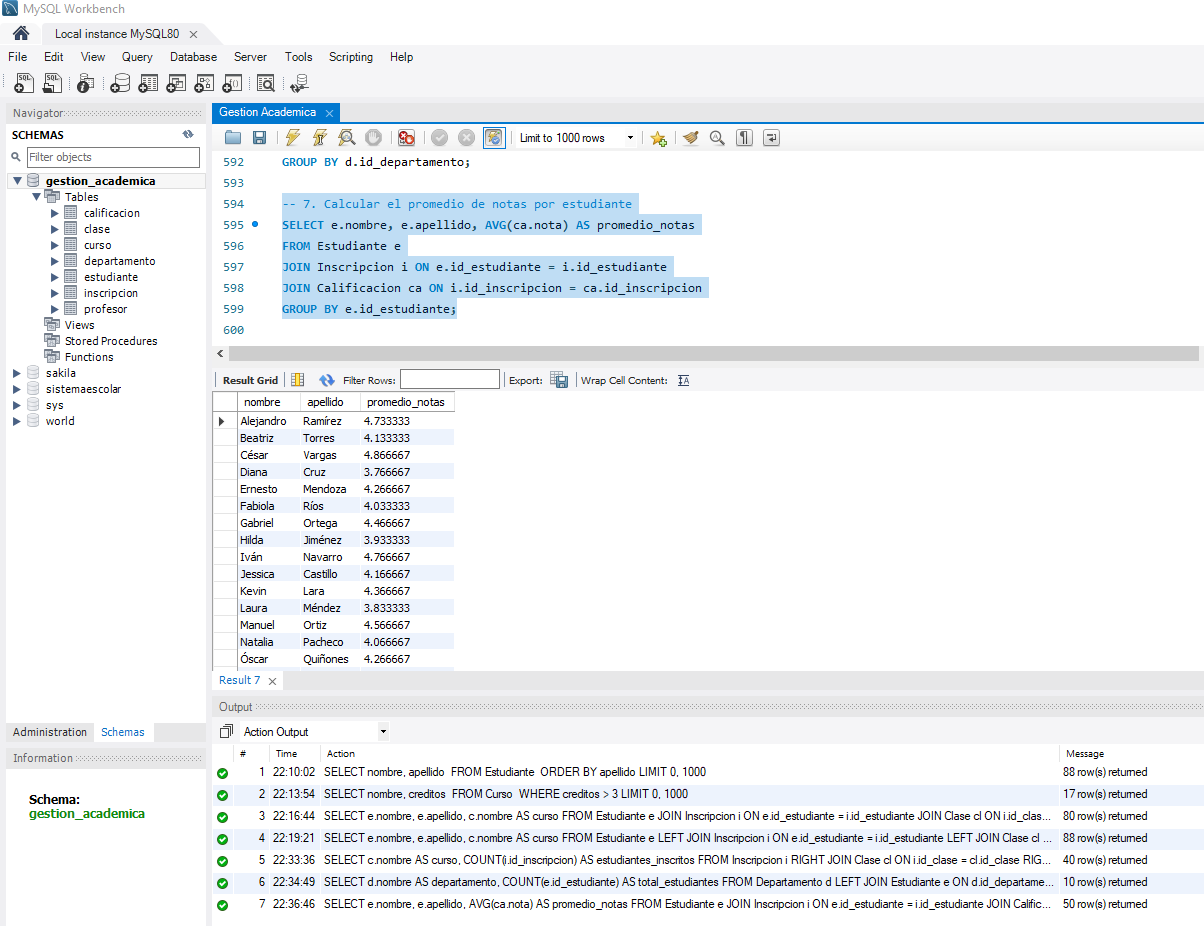 MySQL Workbench
Local instance MySQL80
File Edit View Query Database Server Tools Scripting Help
Navigator
SCHEMAS
Filter objects
gestion_academica
Tables
calificacion
clase
curso
departamento
estudiante
inscripcion
profesor
Views
Stored Procedures
Functions
sakila
sistemaescolar
sys
world
Administration Schemas
Information
Schema:
gestion_academica
Gestion Academica
Limit to 1000 rows
592 GROUP BY d.id_departamento;
593
594 -- 7. Calcular el promedio de notas por estudiante
595 SELECT e.nombre, e.apellido, AVG(ca.nota) AS promedio_notas
596 FROM Estudiante e
597 JOIN Inscripcion i ON e.id_estudiante = i.id_estudiante
598 JOIN Calificacion ca ON i.id_inscripcion = ca.id_inscripcion
599 GROUP BY e.id_estudiante;
600
Result Grid Filter Rows: Export: Wrap Cell Content:
nombre apellido promedio_notas
Alejandro Ramírez 4.733333
Beatriz Torres 4.133333
César Vargas 4.866667
Diana Cruz 3.766667
Ernesto Mendoza 4.266667
Fabiola Ríos 4.033333
Gabriel Ortega 4.466667
Hilda Jiménez 3.933333
Iván Navarro 4.766667
Jessica Castillo 4.166667
Kevin Lara 4.366667
Laura Méndez 3.833333
Manuel Ortiz 4.566667
Natalia Pacheco 4.066667
Óscar Quiñones 4.266667
Result 7
Output
Action Output
# Time Action Message
1 22:10:02 SELECT nombre, apellido FROM Estudiante ORDER BY apellido LIMIT 0, 1000 88 row(s) returned
2 22:13:54 SELECT nombre, creditos FROM Curso WHERE creditos > 3 LIMIT 0, 1000 17 row(s) returned
3 22:16:44 SELECT e.nombre, e.apellido, c.nombre AS curso FROM Estudiante e JOIN Inscripcion i ON e.id_estudiante = i.id_estudiante JOIN Clase cl ON i.id_clas... 80 row(s) returned
4 22:19:21 SELECT e.nombre, e.apellido, c.nombre AS curso FROM Estudiante e LEFT JOIN Inscripcion i ON e.id_estudiante = i.id_estudiante LEFT JOIN Clase cl ... 88 row(s) returned
5 22:33:36 SELECT c.nombre AS curso, COUNT(i.id_inscripcion) AS estudiantes_inscritos FROM Inscripcion i RIGHT JOIN Clase cl ON i.id_clase = cl.id_clase RIG... 40 row(s) returned
6 22:34:49 SELECT d.nombre AS departamento, COUNT(e.id_estudiante) AS total_estudiantes FROM Departamento d LEFT JOIN Estudiante e ON d.id_departame... 10 row(s) returned
7 22:36:46 SELECT e.nombre, e.apellido, AVG(ca.nota) AS promedio_notas FROM Estudiante e JOIN Inscripcion i ON e.id_estudiante = i.id_estudiante JOIN Calific... 50 row(s) returned